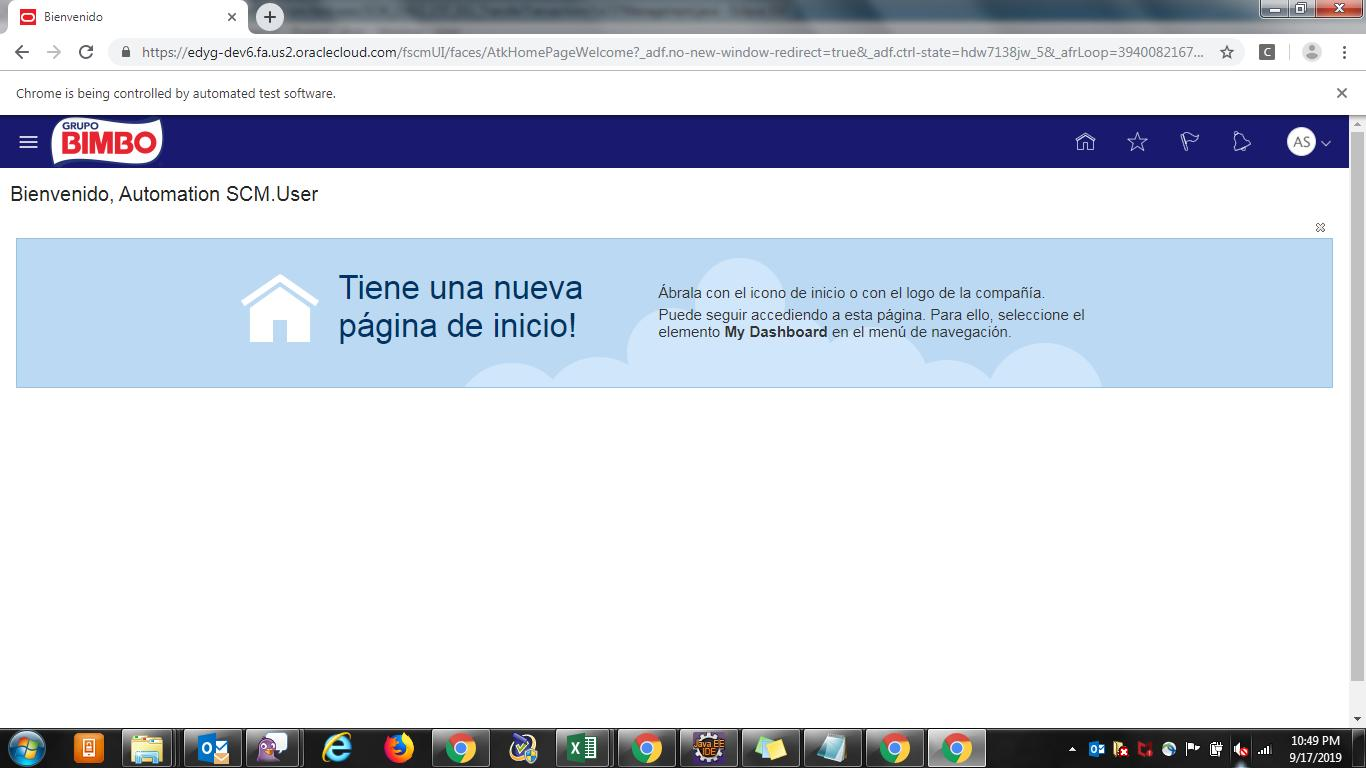 Bienvenido
https://edyg-dev6.fa.us2.oraclecloud.com/fscmUI/faces/AtkHomePageWelcome?_adf.no-new-window-redirect=true&_adf.ctrl-state=hdw7138jw_5&_afrLoop=3940082167...
C
Chrome is being controlled by automated test software.
GRUPO
BIMBO
AS
Bienvenido, Automation SCM.User
Tiene una nueva
página de inicio!
Ábrala con el icono de inicio o con el logo de la compañía.
Puede seguir accediendo a esta página. Para ello, seleccione el
elemento My Dashboard en el menú de navegación.
Java EE
IDE
10:49 PM
9/17/2019